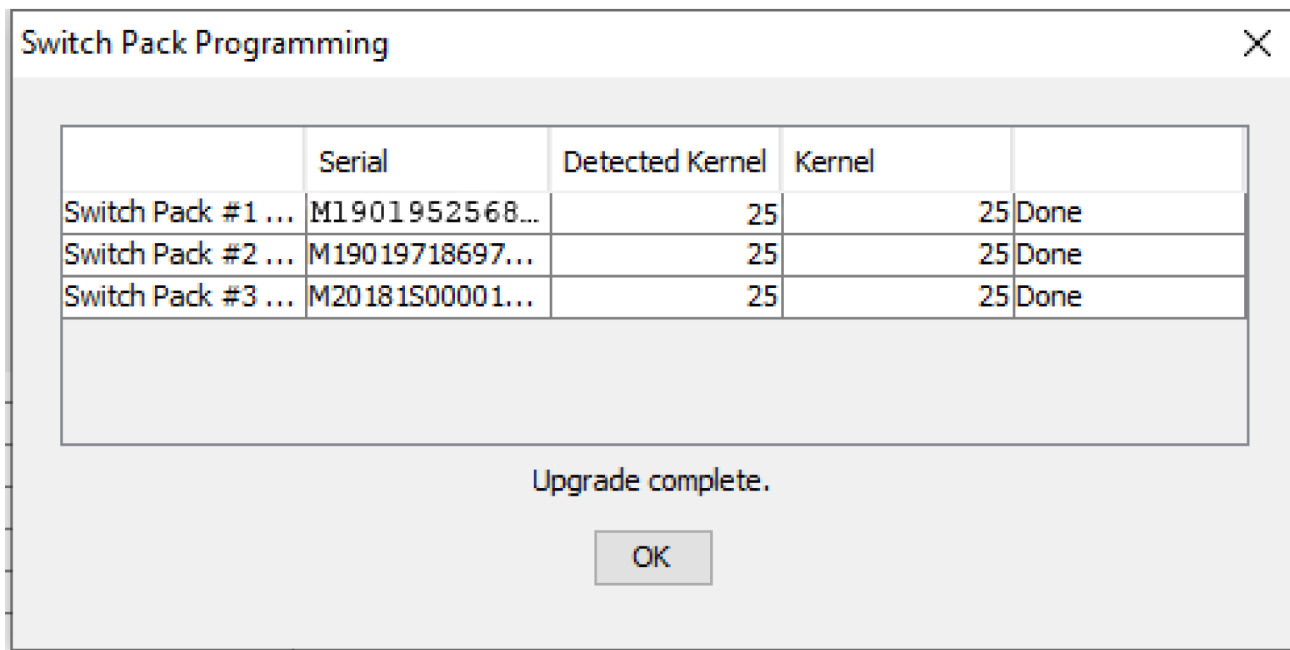 Switch Pack Programming
Serial Detected Kernel Kernel
Switch Pack #1 ... M1901952568... 25 25 Done
Switch Pack #2 ... M19019718697... 25 25 Done
Switch Pack #3 ... M20181S00001... 25 25 Done
Upgrade complete.
OK